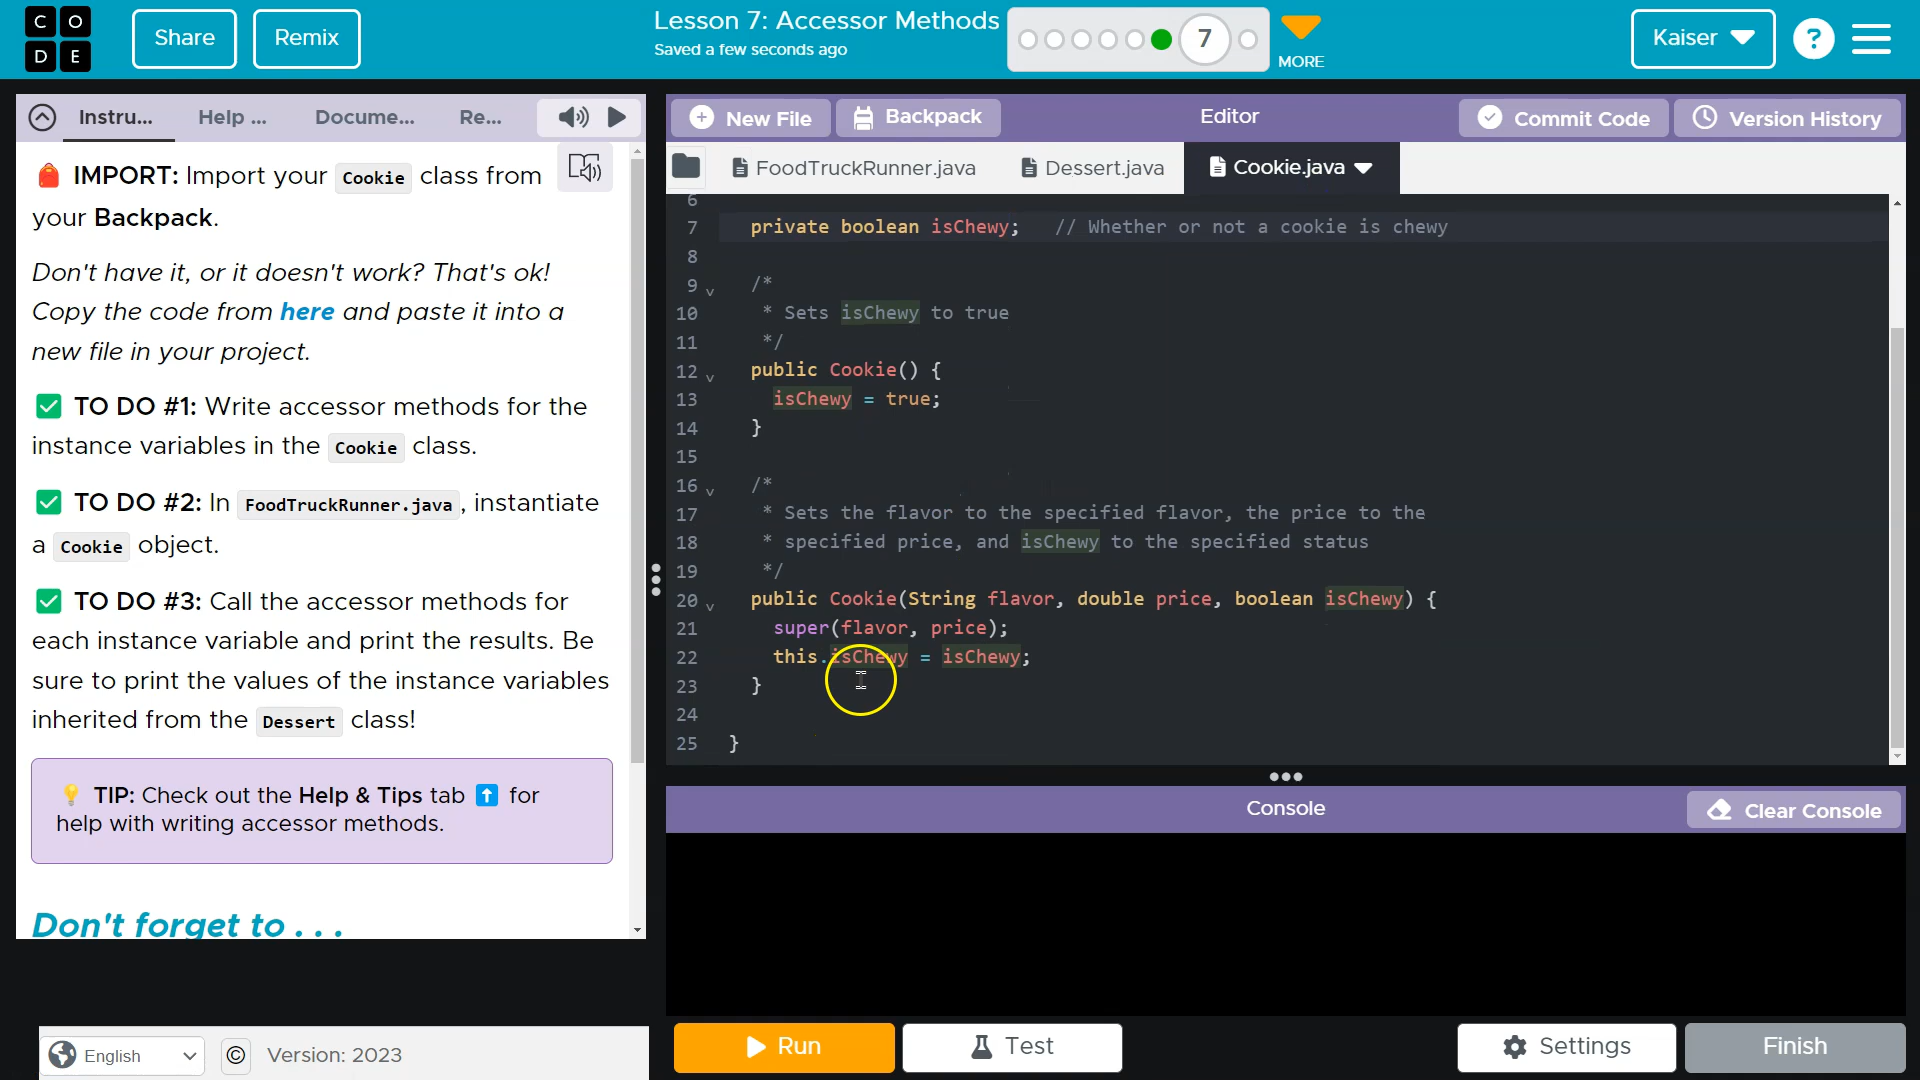 C O
D E
Share
Remix
Lesson 7: Accessor Methods
Saved a few seconds ago
7
MORE
Kaiser
?
Instru...
Help ...
Docume...
Re...
IMPORT: Import your Cookie class from
your Backpack.
Don't have it, or it doesn't work? That's ok!
Copy the code from here and paste it into a
new file in your project.
TO DO #1: Write accessor methods for the
instance variables in the Cookie class.
TO DO #2: In FoodTruckRunner.java, instantiate
a Cookie object.
TO DO #3: Call the accessor methods for
each instance variable and print the results. Be
sure to print the values of the instance variables
inherited from the Dessert class!
TIP: Check out the Help & Tips tab for
help with writing accessor methods.
Don't forget to . . .
English
© Version: 2023
New File
Backpack
Editor
Commit Code
Version History
FoodTruckRunner.java
Dessert.java
Cookie.java
6
7 private boolean isChewy; // Whether or not a cookie is chewy
8
9 /*
10 * Sets isChewy to true
11 */
12 public Cookie() {
13 isChewy = true;
14 }
15
16 /*
17 * Sets the flavor to the specified flavor, the price to the
18 * specified price, and isChewy to the specified status
19 */
20 public Cookie(String flavor, double price, boolean isChewy) {
21 super(flavor, price);
22 this.isChewy = isChewy;
23 }
24
25 }
Console
Clear Console
Run
Test
Settings
Finish